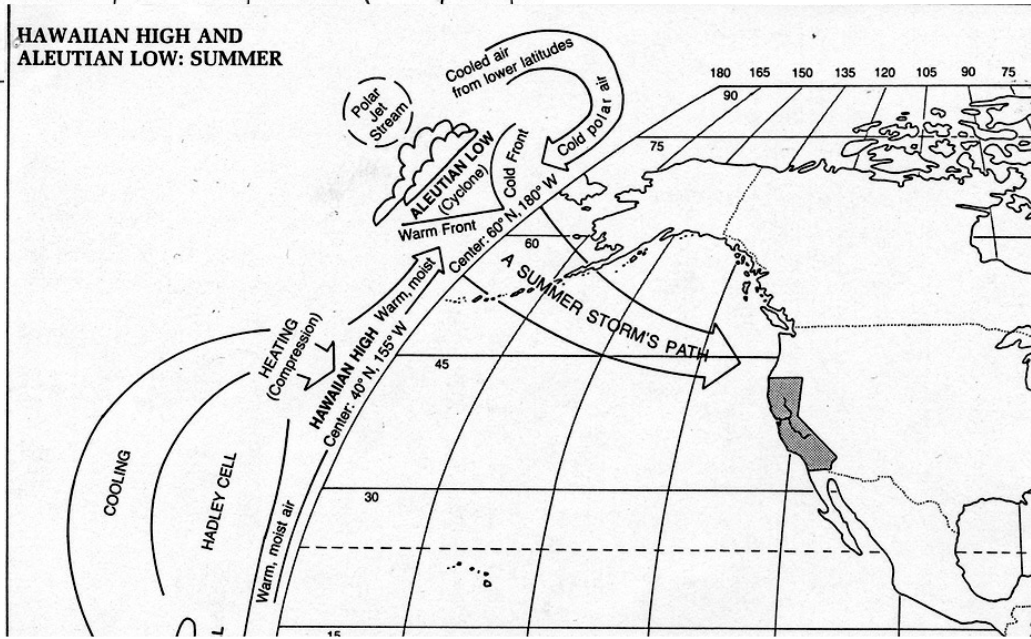 HAWAIIAN HIGH AND
ALEUTIAN LOW: SUMMER
Cooled air
from lower latitudes
Cold polar air
Polar
Jet
Stream
180 165 150 135 120 105 90 75
90
75
ALEUTIAN LOW
(Cyclone)
Cold Front
Warm Front
Center: 60° N, 180° W
60
A SUMMER STORM'S PATH
Warm, moist
HEATING
(Compression)
HAWAIIAN HIGH
Center: 40° N, 155° W
45
COOLING
HADLEY CELL
Warm, moist air
30
15